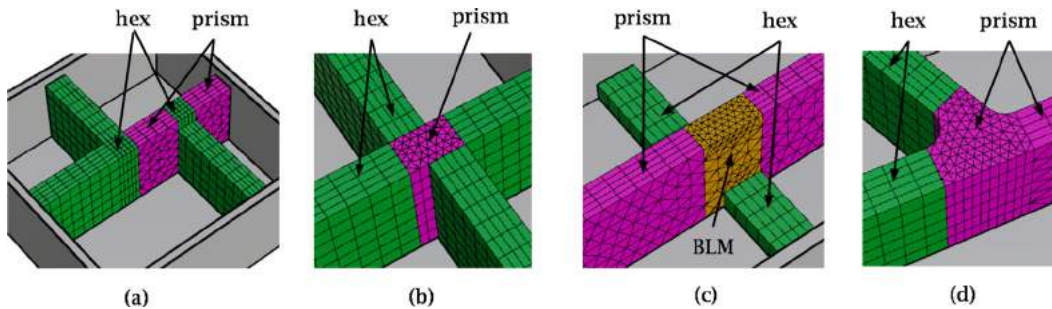 hex prism
hex
prism
prism
hex
hex
prism
BLM
(a)
(b)
(c)
(d)